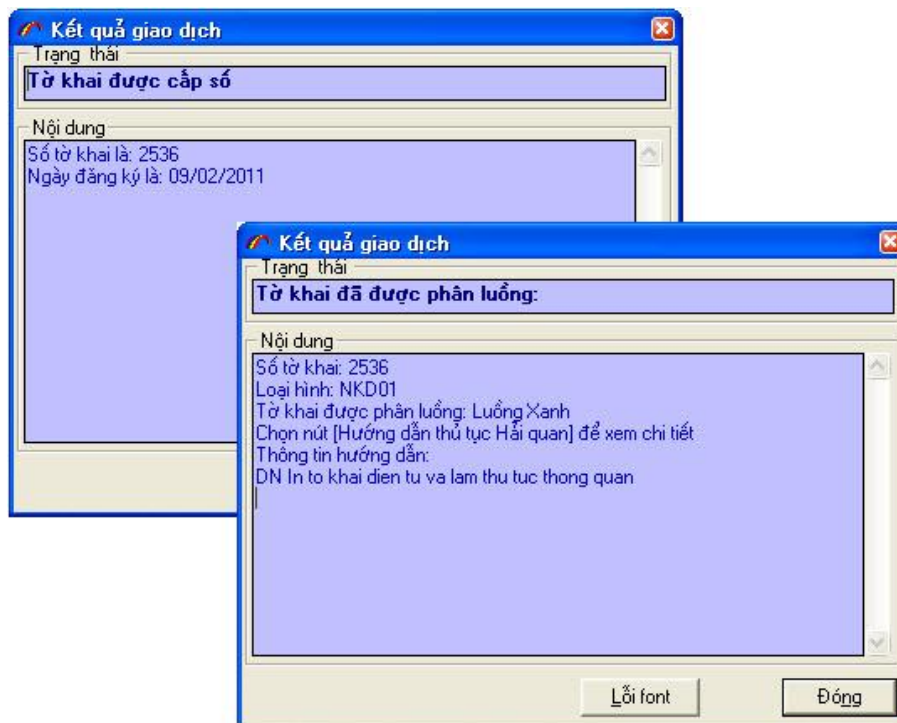 Kết quả giao dịch
Trạng thái
Tờ khai được cấp số
Nội dung
Số tờ khai là: 2536
Ngày đăng ký là: 09/02/2011
Kết quả giao dịch
Trạng thái
Tờ khai đã được phân luồng:
Nội dung
Số tờ khai: 2536
Loại hình: NKD01
Tờ khai được phân luồng: Luồng Xanh
Chọn nút [Hướng dẫn thủ tục Hải quan] để xem chi tiết
Thông tin hướng dẫn:
DN In to khai dien tu va lam thu tuc thong quan
Lỗi font
Đóng